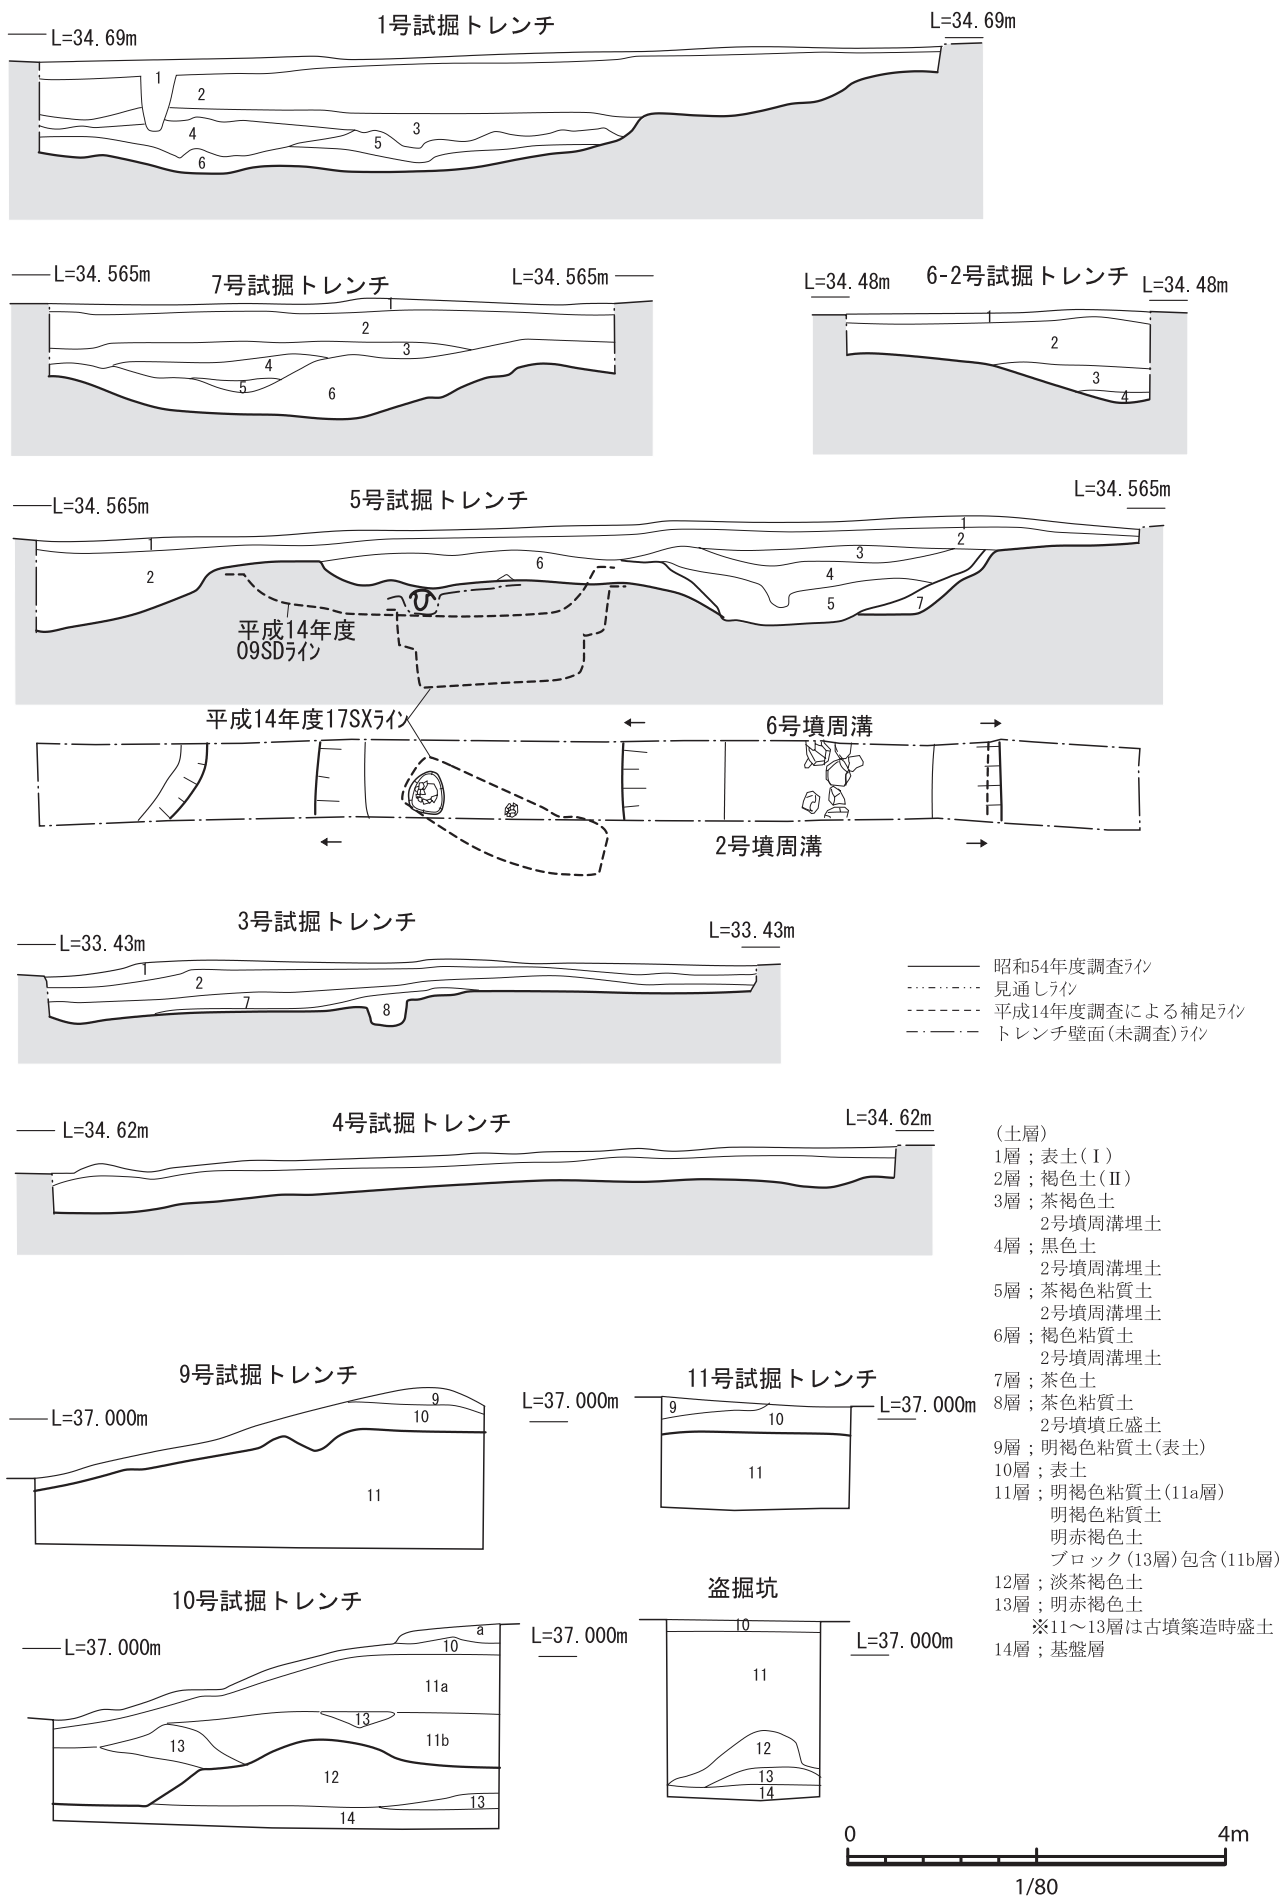 1号試掘トレンチ
L=34.69m
L=34.69m
1
2
3
4
5
6
7号試掘トレンチ
L=34.565m
L=34.565m
1
2
3
4
5
6
6-2号試掘トレンチ
L=34.48m
L=34.48m
1
2
3
4
5号試掘トレンチ
L=34.565m
L=34.565m
1
1
2
2
3
6
4
5
7
平成14年度
09SDライン
平成14年度17SXライン
6号墳周溝
2号墳周溝
3号試掘トレンチ
L=33.43m
L=33.43m
1
2
7
8
昭和54年度調査ライン
見通しライン
平成14年度調査による補足ライン
トレンチ壁面(未調査)ライン
4号試掘トレンチ
L=34.62m
L=34.62m
(土層)
1層；表土(Ⅰ)
2層；褐色土(Ⅱ)
3層；茶褐色土
2号墳周溝埋土
4層；黒色土
2号墳周溝埋土
5層；茶褐色粘質土
2号墳周溝埋土
6層；褐色粘質土
2号墳周溝埋土
7層；茶色土
8層；茶色粘質土
2号墳墳丘盛土
9層；明褐色粘質土(表土)
10層；表土
11層；明褐色粘質土(11a層)
明褐色粘質土
明赤褐色土
ブロック(13層)包含(11b層)
12層；淡茶褐色土
13層；明赤褐色土
※11～13層は古墳築造時盛土
14層；基盤層
9号試掘トレンチ
L=37.000m
L=37.000m
9
10
11
11号試掘トレンチ
L=37.000m
9
10
11
10号試掘トレンチ
L=37.000m
L=37.000m
a
10
11a
13
11b
13
12
13
14
盗掘坑
L=37.000m
10
11
12
13
14
0
4m
1/80